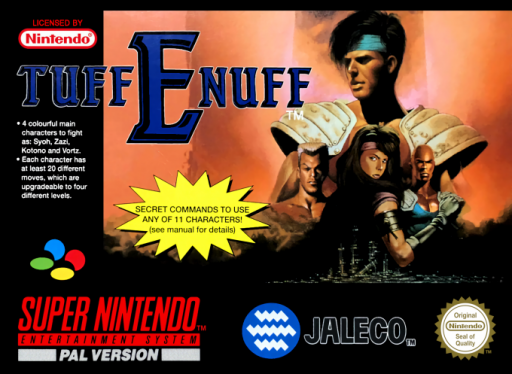 LICENSED BY
Nintendo
TUFF ENUFF
TM
• 4 colourful main
characters to fight
as: Syoh, Zazi,
Kotono and Vortz.
• Each character has
at least 20 different
moves, which are
upgradeable to four
different levels.
SECRET COMMANDS TO USE
ANY OF 11 CHARACTERS!
(see manual for details)
SUPER NINTENDO
TM
ENTERTAINMENT SYSTEM
PAL VERSION
JALECO
TM
Original
Nintendo
Seal of
Quality
TM